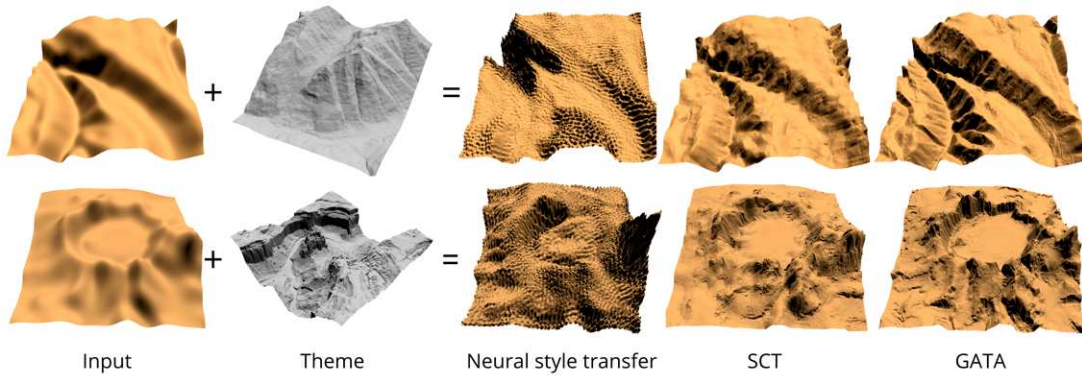 + =
+ =
Input Theme Neural style transfer SCT GATA